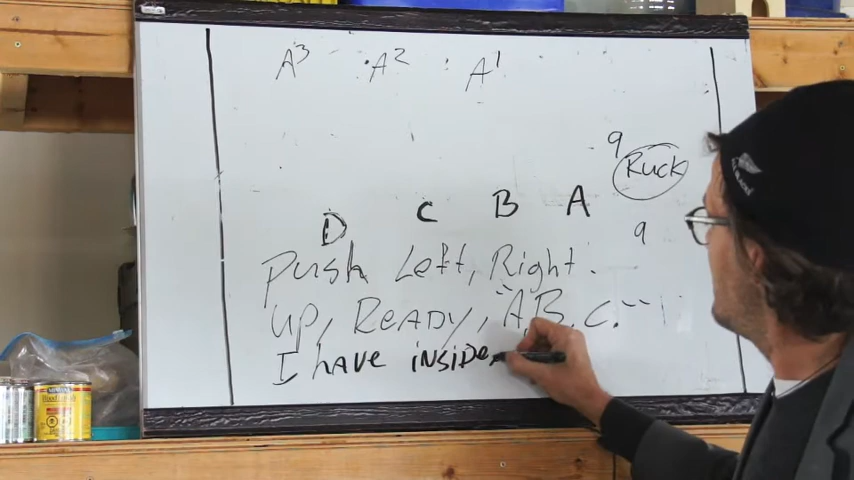 A³ A² A¹
9
Ruck
D C B A
9
Push Left, Right.
UP, READY, "A, B, C."
I have inside,